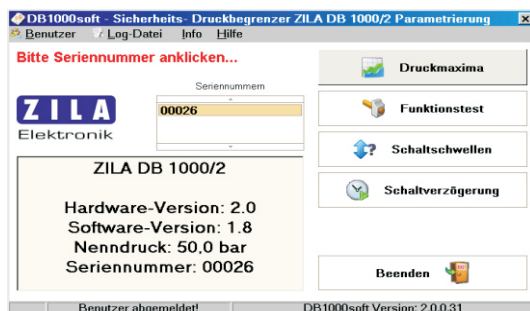 DB1000soft - Sicherheits- Druckbegrenzer ZILA DB 1000/2 Parametrierung
Benutzer Log-Datei Info Hilfe
Bitte Seriennummer anklicken...
Seriennummern
00026
ZILA
Elektronik
ZILA DB 1000/2
Hardware-Version: 2.0
Software-Version: 1.8
Nenndruck: 50,0 bar
Seriennummer: 00026
Druckmaxima
Funktionstest
Schaltschwellen
Schaltverzögerung
Beenden
Benutzer abgemeldet! DB1000soft Version: 2.0.0.31